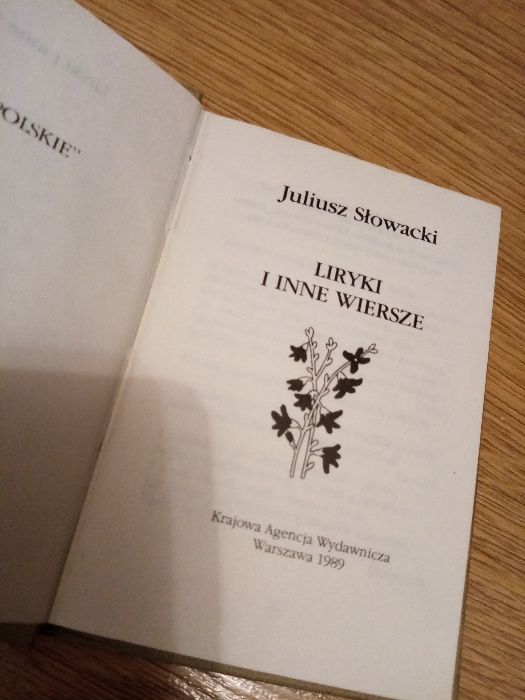 POLSKIE"
Juliusz Słowacki
LIRYKI
I INNE WIERSZE
Krajowa Agencja Wydawnicza
Warszawa 1989